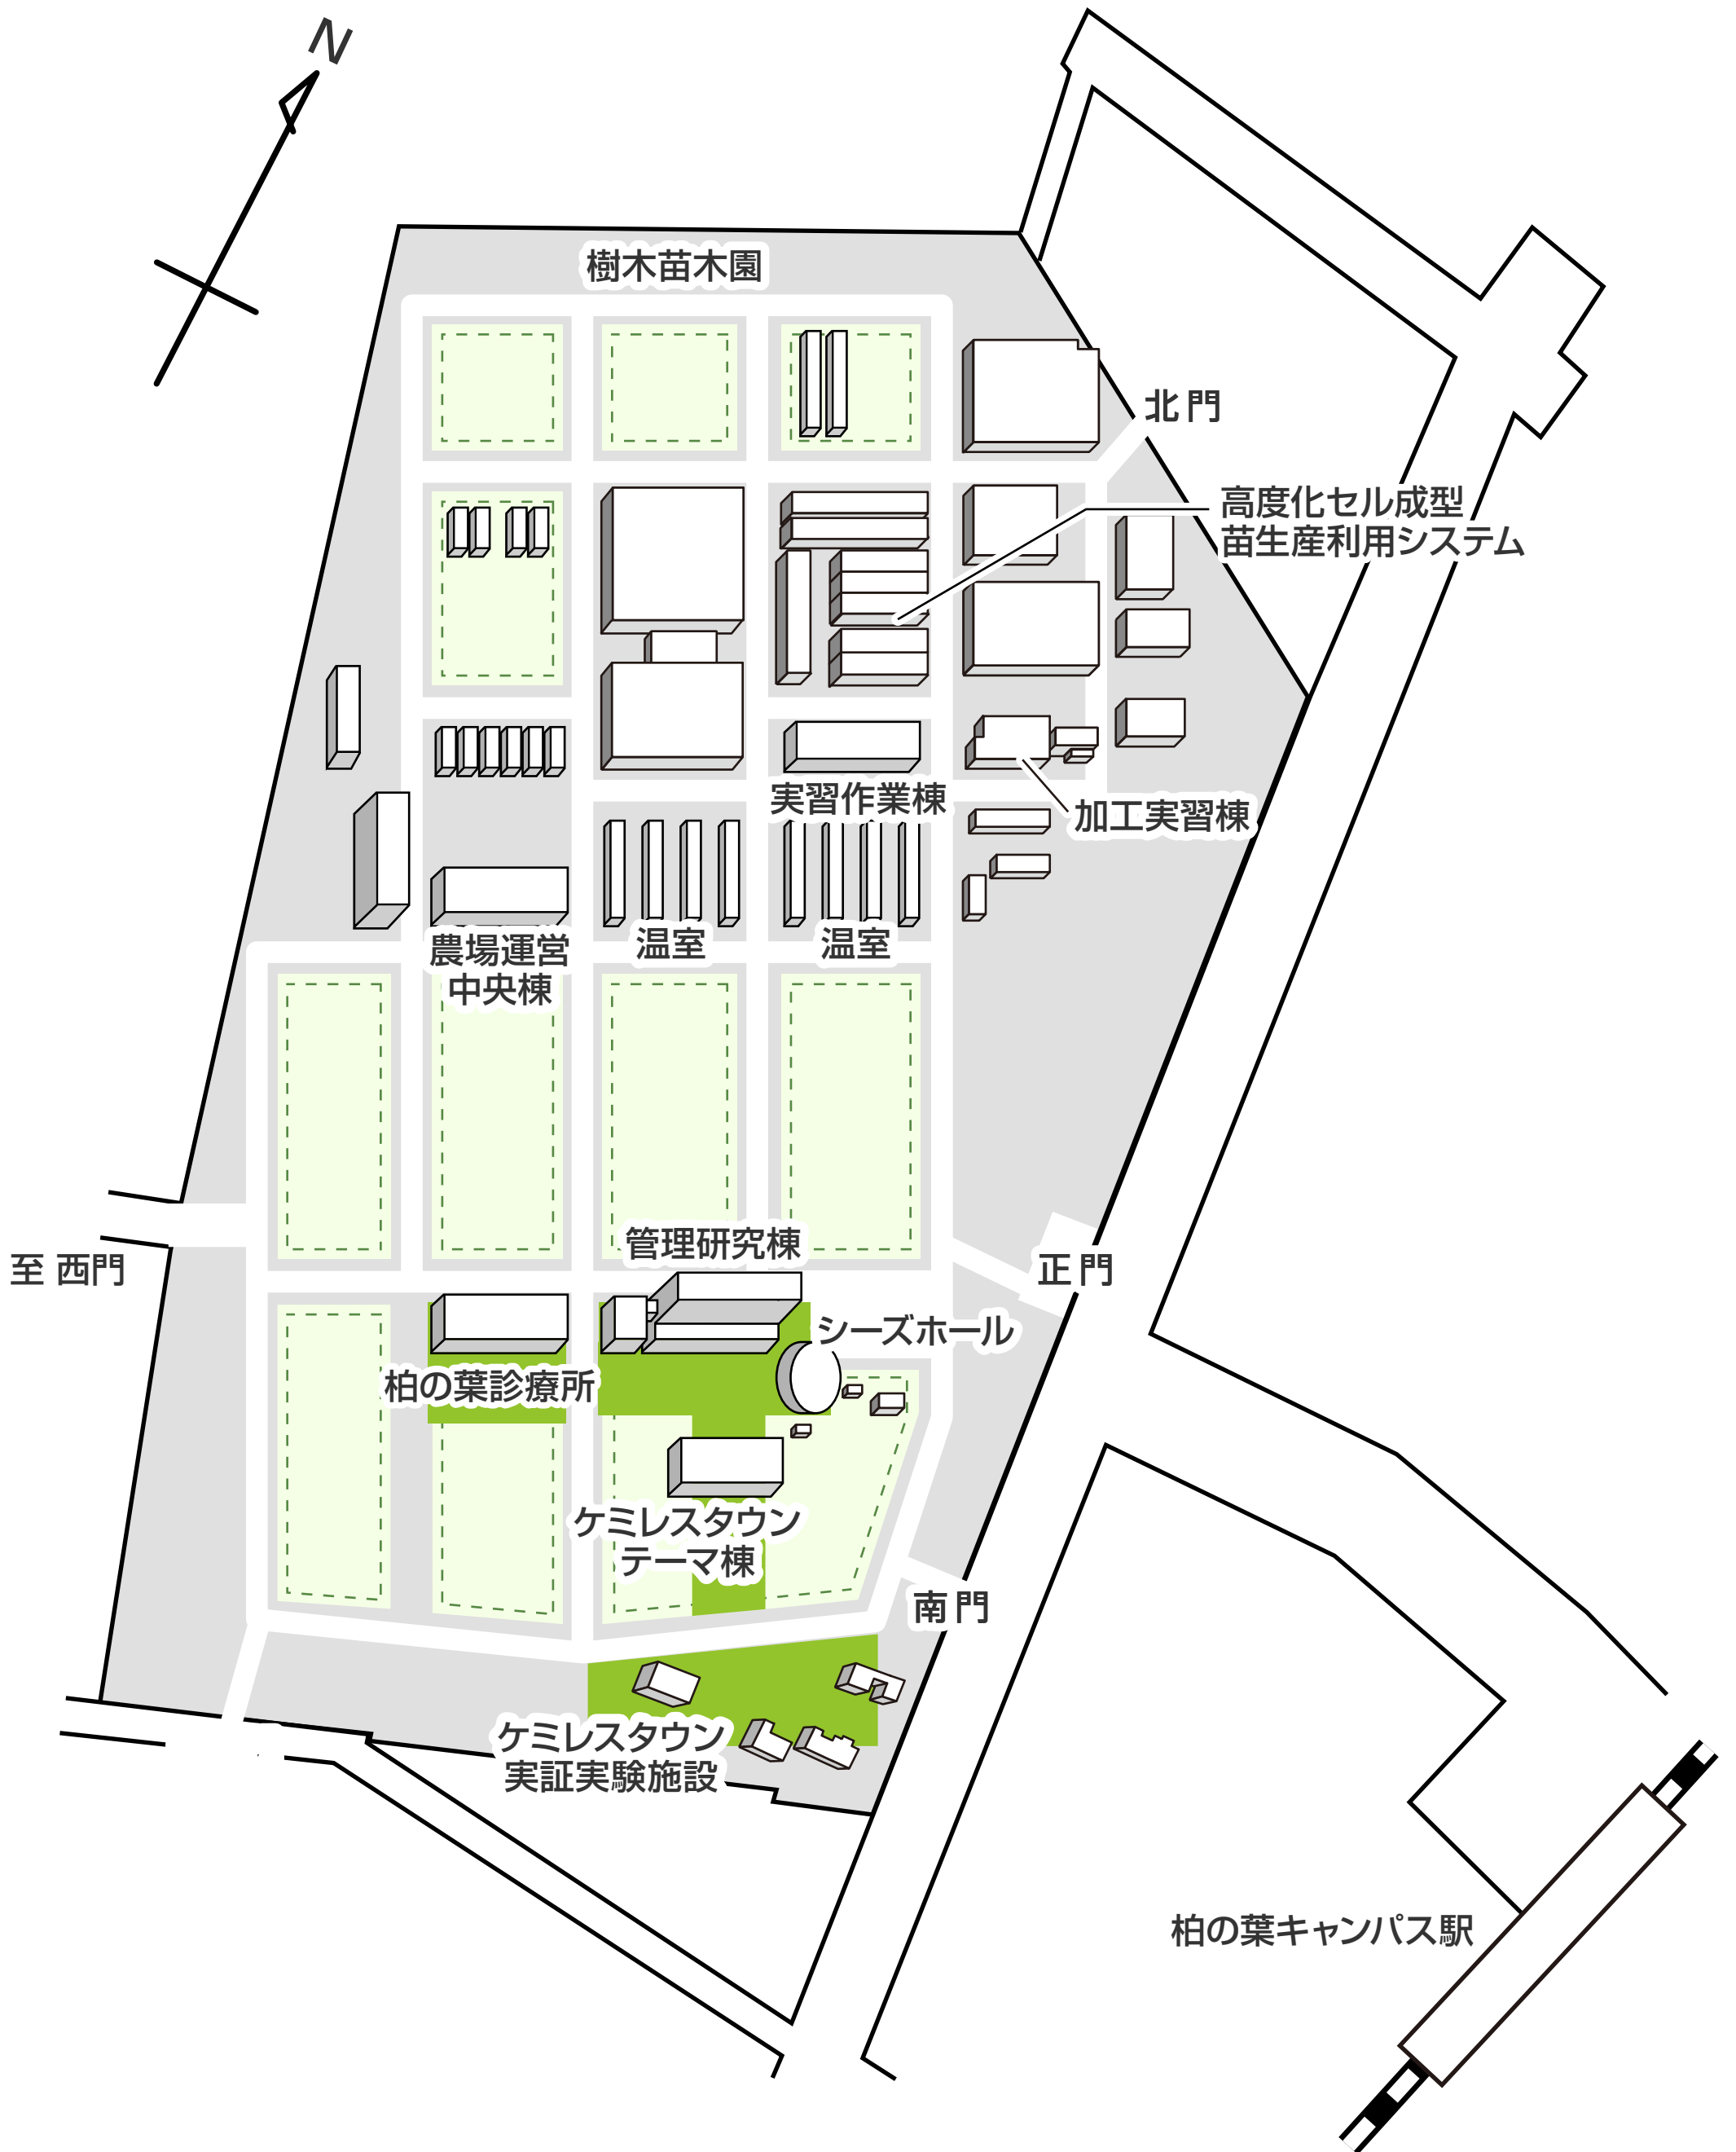 N
樹木苗木園
北門
高度化セル成型
苗生産利用システム
実習作業棟
加工実習棟
農場運営
中央棟
温室
温室
管理研究棟
至 西門
正門
シーズホール
柏の葉診療所
ケミレスタウン
テーマ棟
南門
ケミレスタウン
実証実験施設
柏の葉キャンパス駅